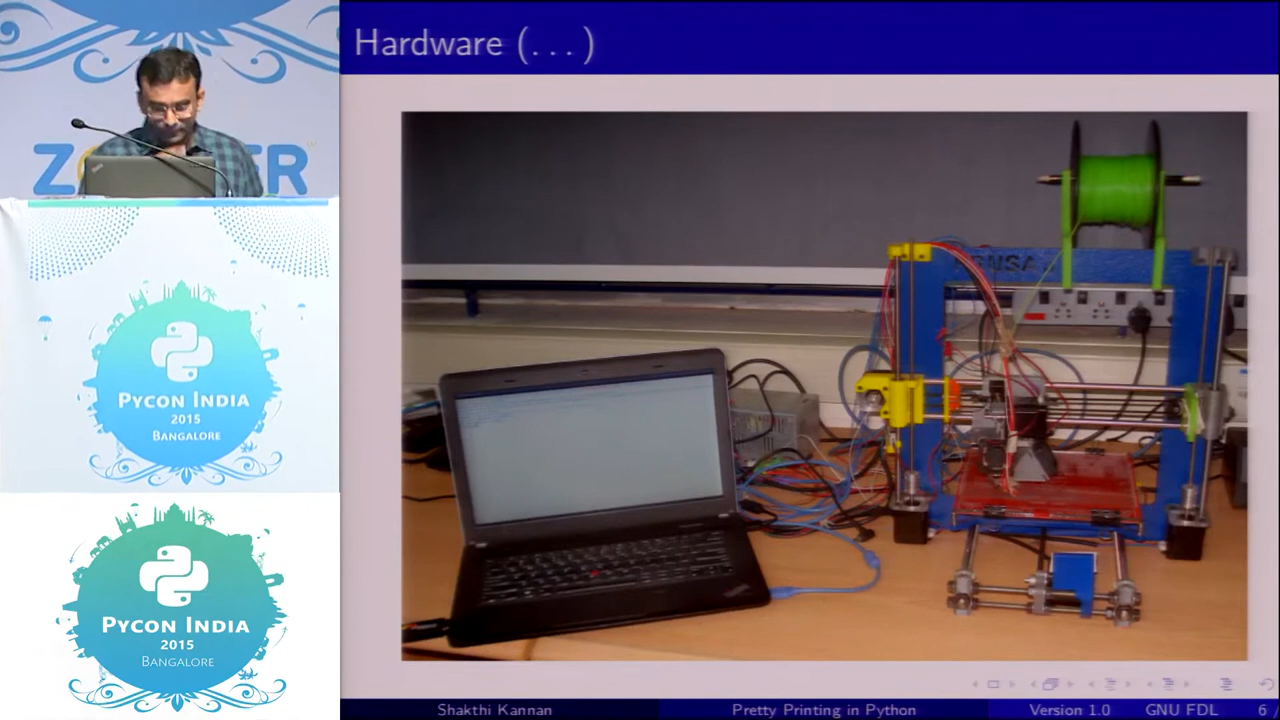 Hardware (...)
PYCON INDIA
2015
BANGALORE
PYCON INDIA
2015
BANGALORE
Shakthi Kannan
Pretty Printing in Python
Version 1.0
GNU FDL
6